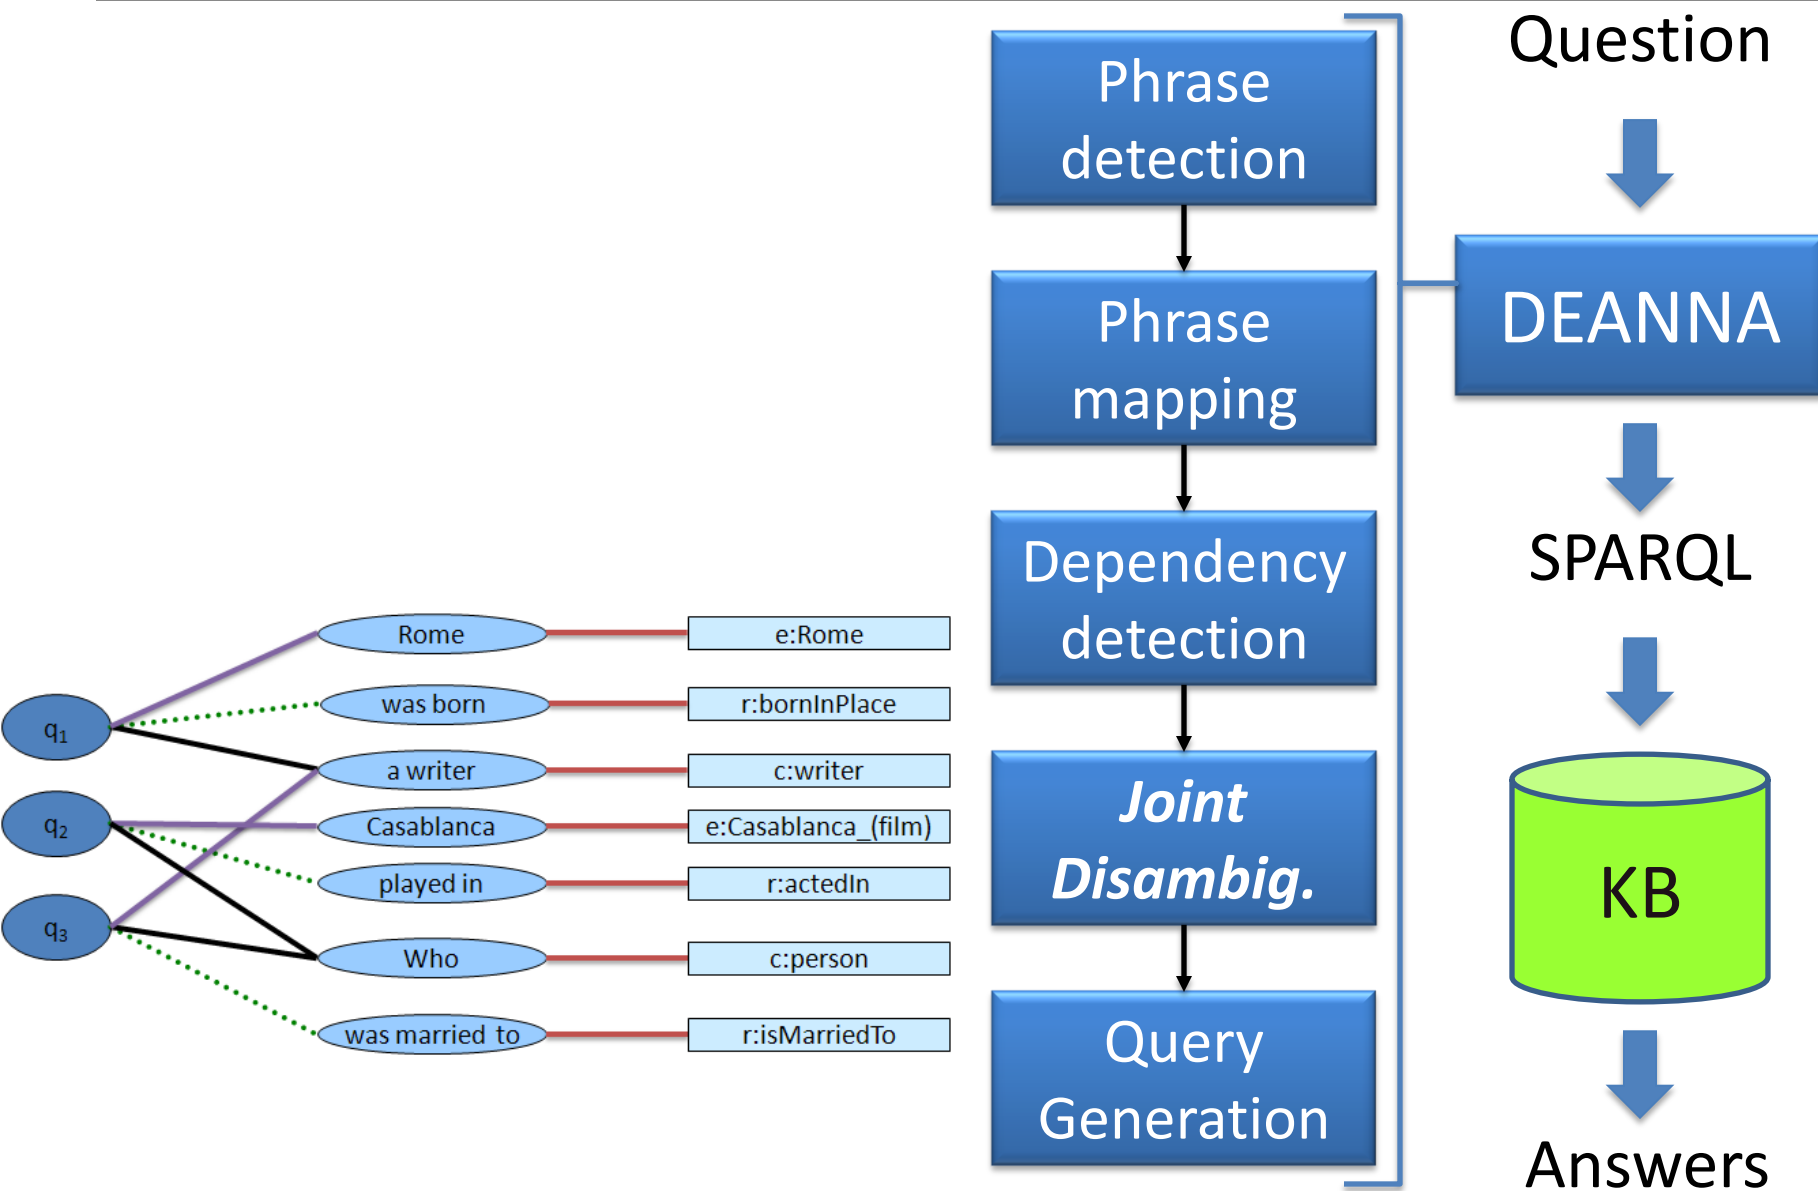 q1
q2
q3
Rome
e:Rome
was born
r:bornInPlace
a writer
c:writer
Casablanca
e:Casablanca_(film)
played in
r:actedIn
Who
c:person
was married to
r:isMarriedTo
Phrase
detection
Phrase
mapping
Dependency
detection
Joint
Disambig.
Query
Generation
Question
DEANNA
SPARQL
KB
Answers